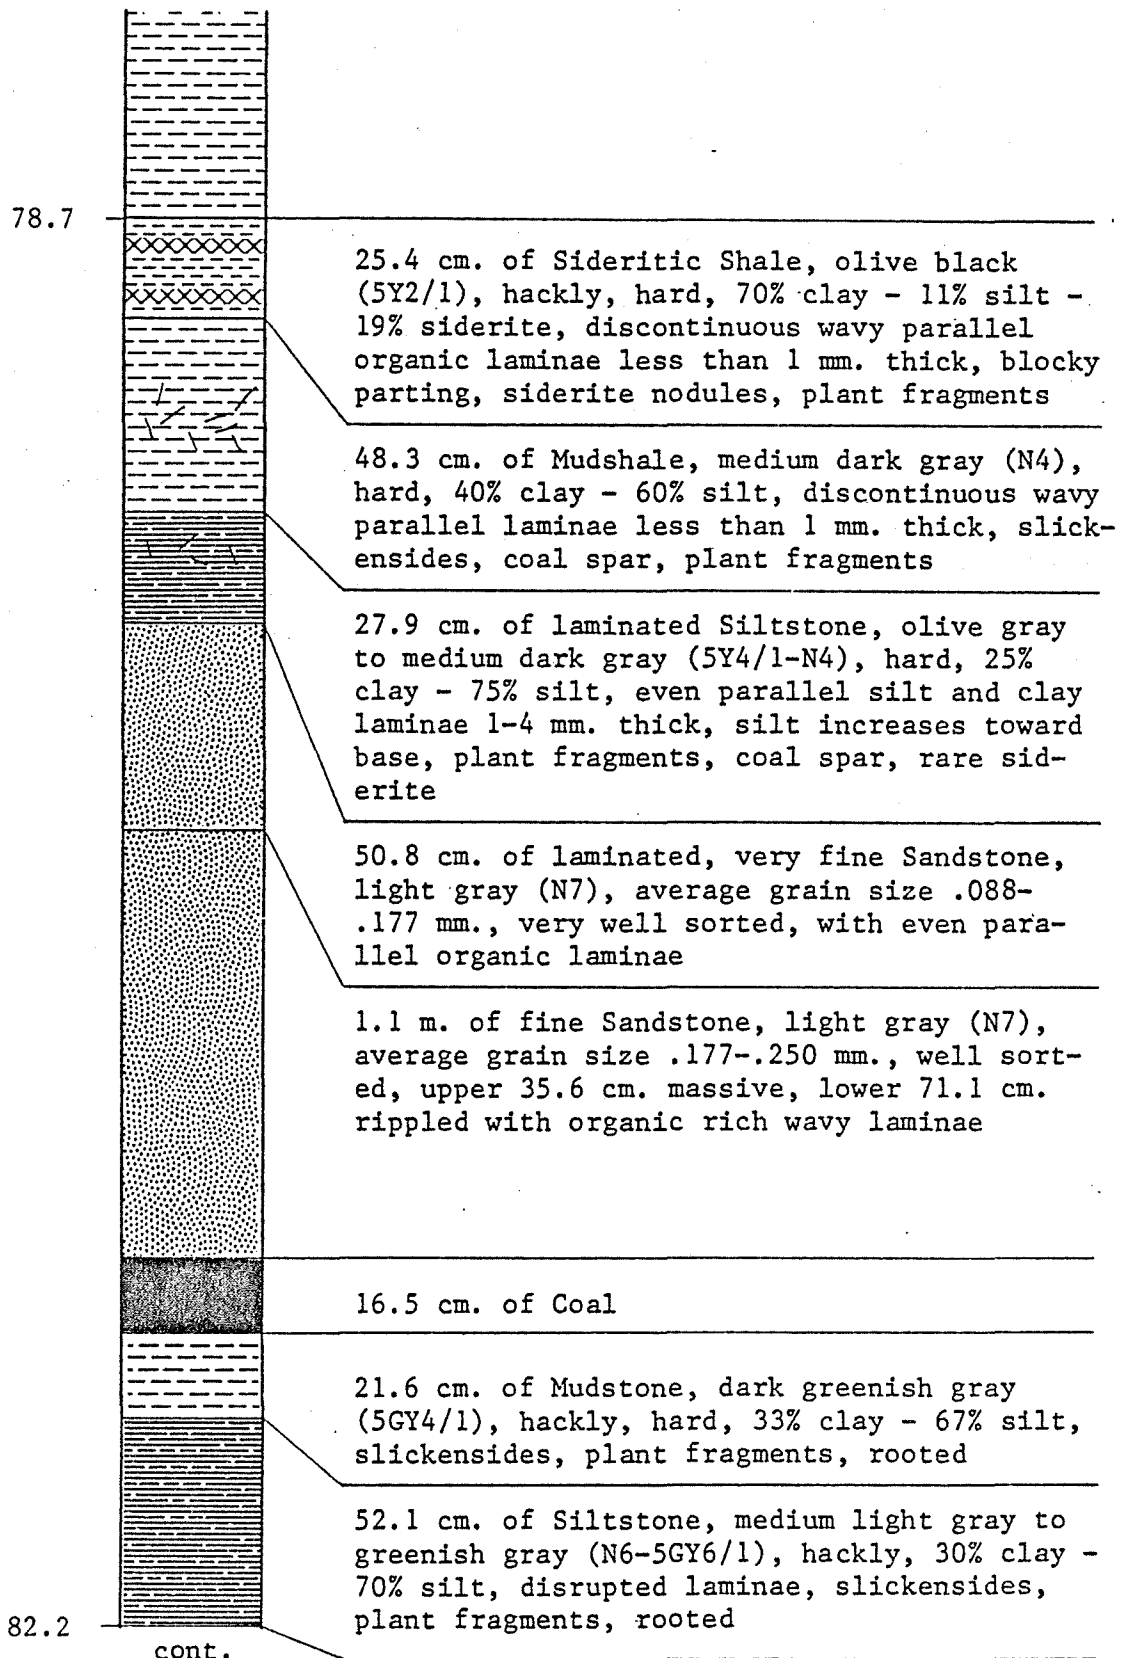 78.7
25.4 cm. of Sideritic Shale, olive black
(5Y2/1), hackly, hard, 70% clay - 11% silt -
19% siderite, discontinuous wavy parallel
organic laminae less than 1 mm. thick, blocky
parting, siderite nodules, plant fragments
48.3 cm. of Mudshale, medium dark gray (N4),
hard, 40% clay - 60% silt, discontinuous wavy
parallel laminae less than 1 mm. thick, slick-
ensides, coal spar, plant fragments
27.9 cm. of laminated Siltstone, olive gray
to medium dark gray (5Y4/1-N4), hard, 25%
clay - 75% silt, even parallel silt and clay
laminae 1-4 mm. thick, silt increases toward
base, plant fragments, coal spar, rare sid-
erite
50.8 cm. of laminated, very fine Sandstone,
light gray (N7), average grain size .088-
.177 mm., very well sorted, with even para-
llel organic laminae
1.1 m. of fine Sandstone, light gray (N7),
average grain size .177-.250 mm., well sort-
ed, upper 35.6 cm. massive, lower 71.1 cm.
rippled with organic rich wavy laminae
16.5 cm. of Coal
21.6 cm. of Mudstone, dark greenish gray
(5GY4/1), hackly, hard, 33% clay - 67% silt,
slickensides, plant fragments, rooted
52.1 cm. of Siltstone, medium light gray to
greenish gray (N6-5GY6/1), hackly, 30% clay -
70% silt, disrupted laminae, slickensides,
plant fragments, rooted
82.2
cont.